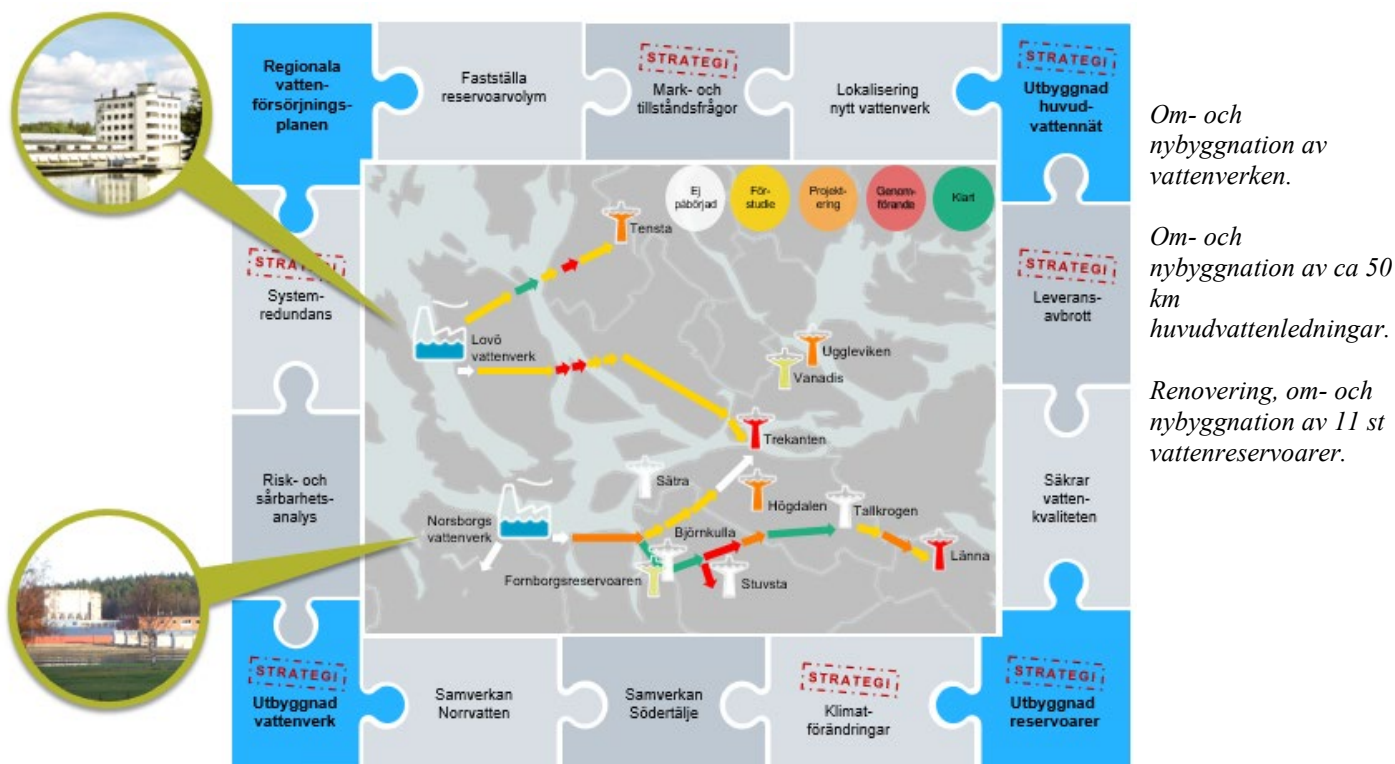 Regionala
vatten-
försörjnings-
planen
Fastställa
reservoarvolym
STRATEGI
Mark- och
tillståndsfrågor
Lokalisering
nytt vattenverk
STRATEGI
Utbyggnad
huvud-
vattennät
STRATEGI
System-
redundans
Risk- och
sårbarhets-
analys
STRATEGI
Utbyggnad
vattenverk
Samverkan
Norrvatten
Samverkan
Södertälje
STRATEGI
Klimat-
förändringar
STRATEGI
Utbyggnad
reservoarer
STRATEGI
Leverans-
avbrott
Säkrar
vatten-
kvaliteten
Ej
påbörjad
För-
studie
Projekt-
ering
Genom-
förande
Klart
Tensta
Lovö
vattenverk
Uggleviken
Vanadis
Trekanten
Sätra
Högdalen
Tallkrogen
Norsborgs
vattenverk
Björnkulla
Länna
Fornborgsreservoaren
Stuvsta
Om- och
nybyggnation av
vattenverken.
Om- och
nybyggnation av ca 50
km
huvudvattenledningar.
Renovering, om- och
nybyggnation av 11 st
vattenreservoarer.